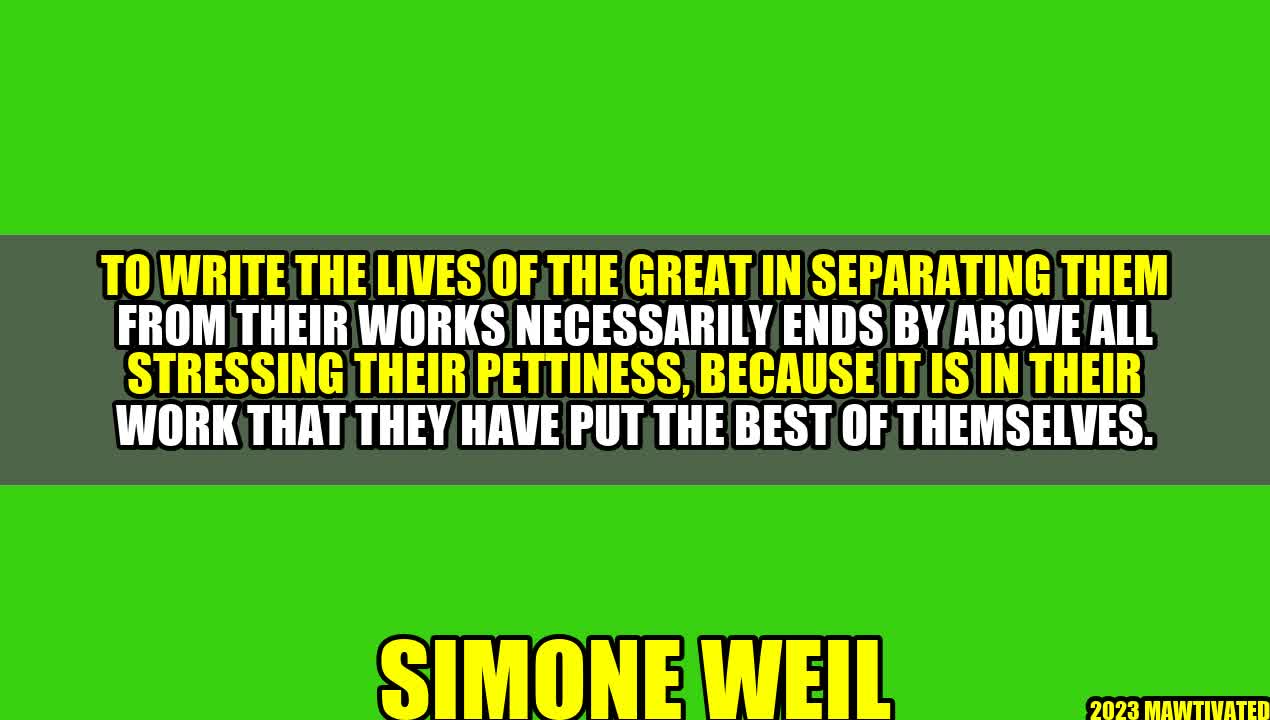 TO WRITE THE LIVES OF THE GREAT IN SEPARATING THEM
FROM THEIR WORKS NECESSARILY ENDS BY ABOVE ALL
STRESSING THEIR PETTINESS, BECAUSE IT IS IN THEIR
WORK THAT THEY HAVE PUT THE BEST OF THEMSELVES.
SIMONE WEIL
2023 MAWTIVATED